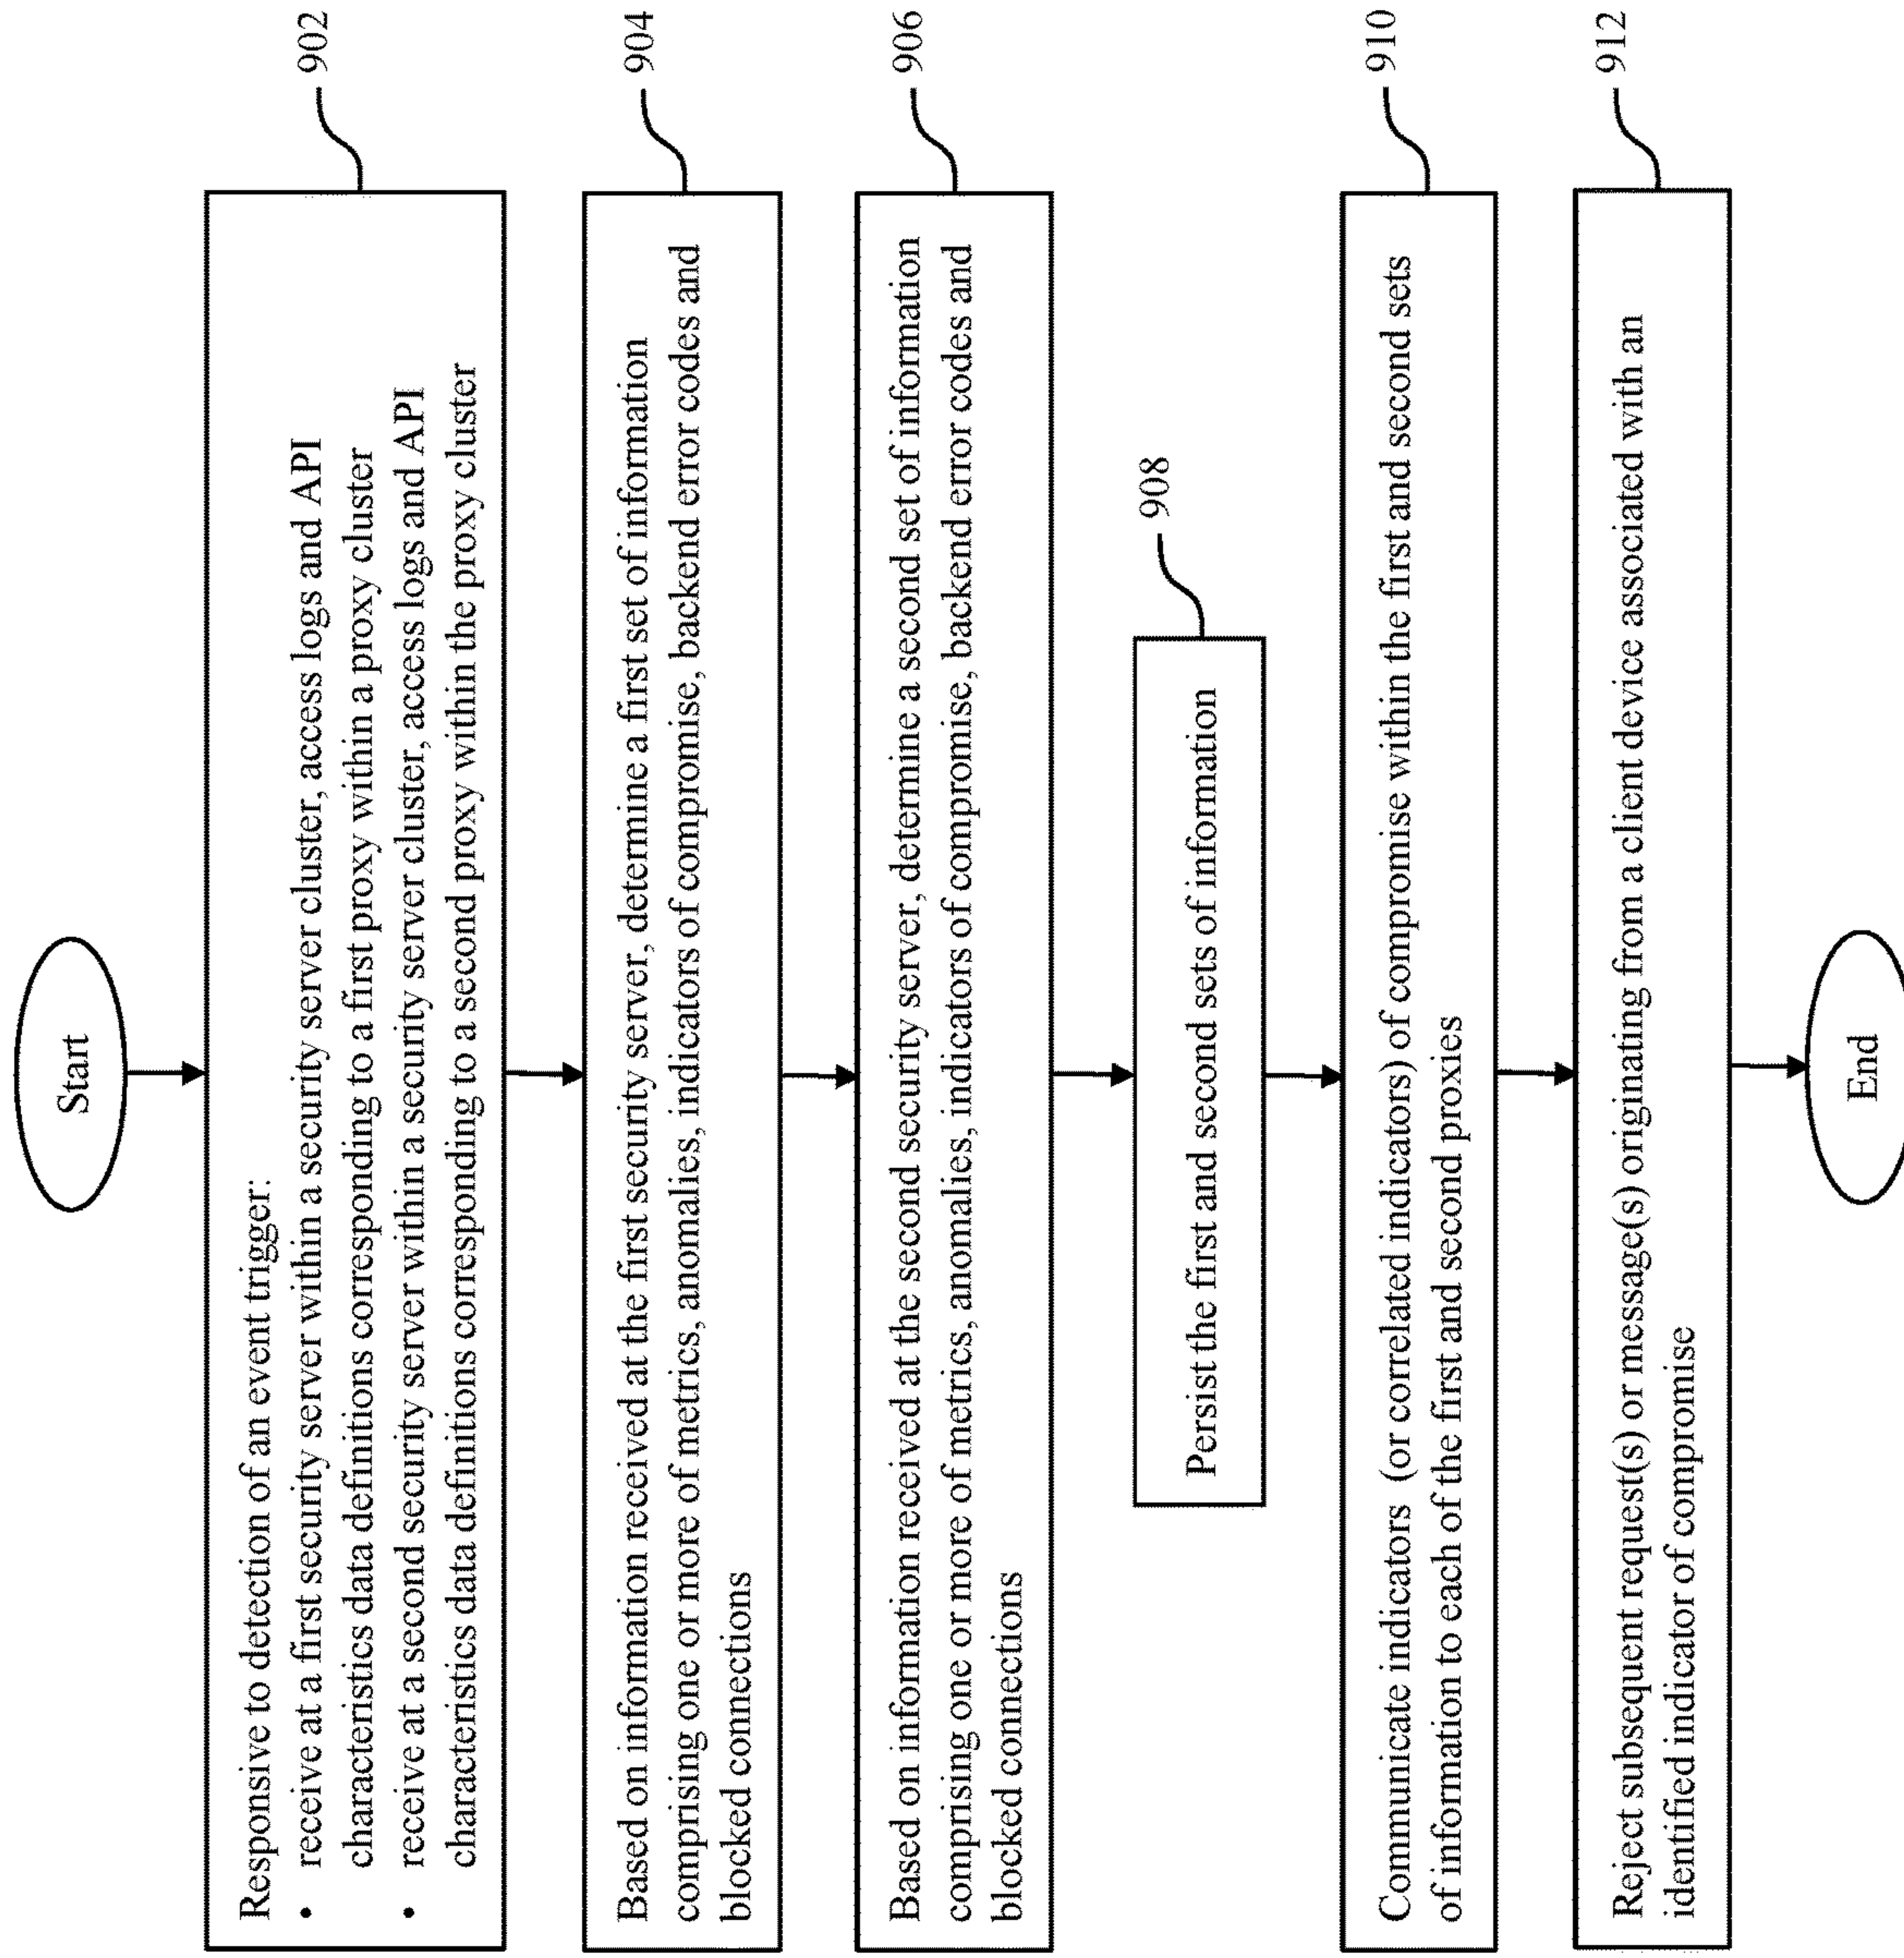 Start
902
Responsive to detection of an event trigger:
• receive at a first security server within a security server cluster, access logs and API
characteristics data definitions corresponding to a first proxy within a proxy cluster
• receive at a second security server within a security server cluster, access logs and API
characteristics data definitions corresponding to a second proxy within the proxy cluster
904
Based on information received at the first security server, determine a first set of information
comprising one or more of metrics, anomalies, indicators of compromise, backend error codes and
blocked connections
906
Based on information received at the second security server, determine a second set of information
comprising one or more of metrics, anomalies, indicators of compromise, backend error codes and
blocked connections
908
Persist the first and second sets of information
910
Communicate indicators (or correlated indicators) of compromise within the first and second sets
of information to each of the first and second proxies
912
Reject subsequent request(s) or message(s) originating from a client device associated with an
identified indicator of compromise
End